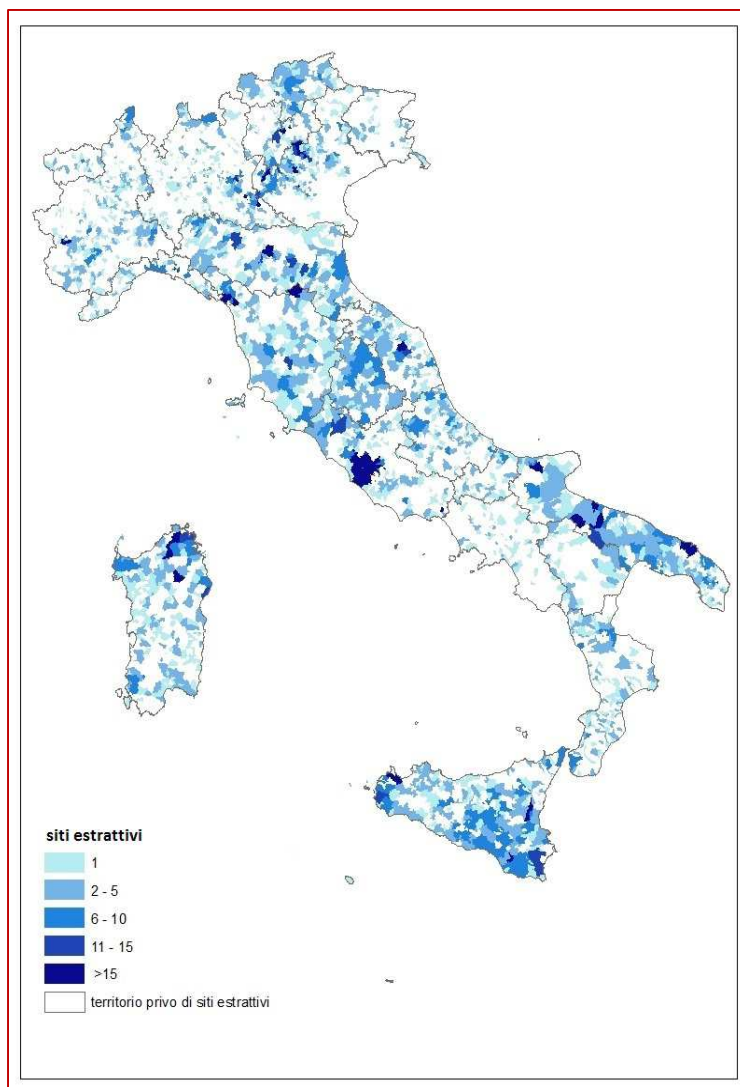 siti estrattivi
1
2 - 5
6 - 10
11 - 15
>15
territorio privo di siti estrattivi